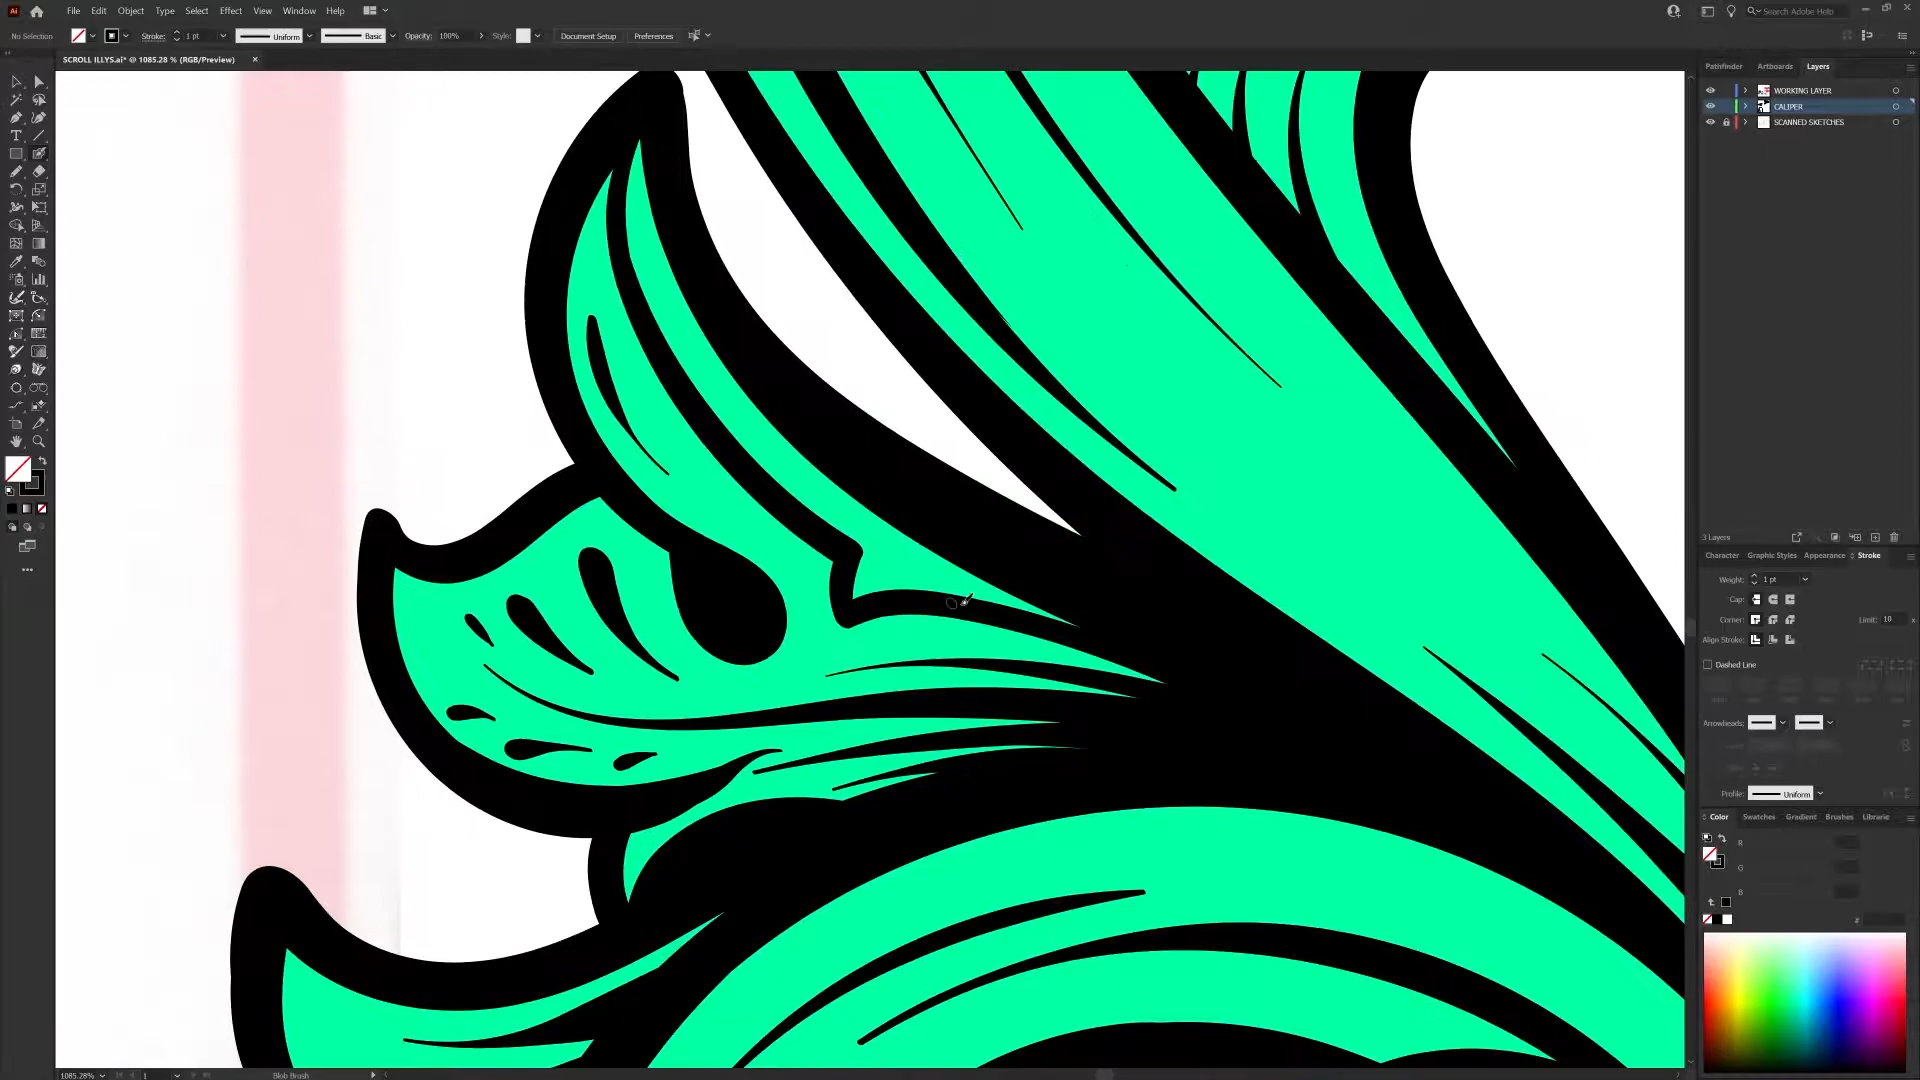 Ai File Edit Object Type Select Effect View Window Help Search Adobe Help
No Selection Stroke: 1 pt Uniform Basic Opacity: 100% Style: Document Setup Preferences
SCROLL ILLYS.ai* @ 1085.28 % (RGB/Preview) ×
Pathfinder Artboards Layers
WORKING LAYER
CALIPER
SCANNED SKETCHES
3 Layers
Character Graphic Styles Appearance Stroke
Weight: 1 pt
Cap:
Corner: Limit: 10 x
Align Stroke:
Dashed Line
Arrowheads:
Profile: Uniform
Color Swatches Gradient Brushes Librarie
R
G
B
#
1085.28% 1 Blob Brush